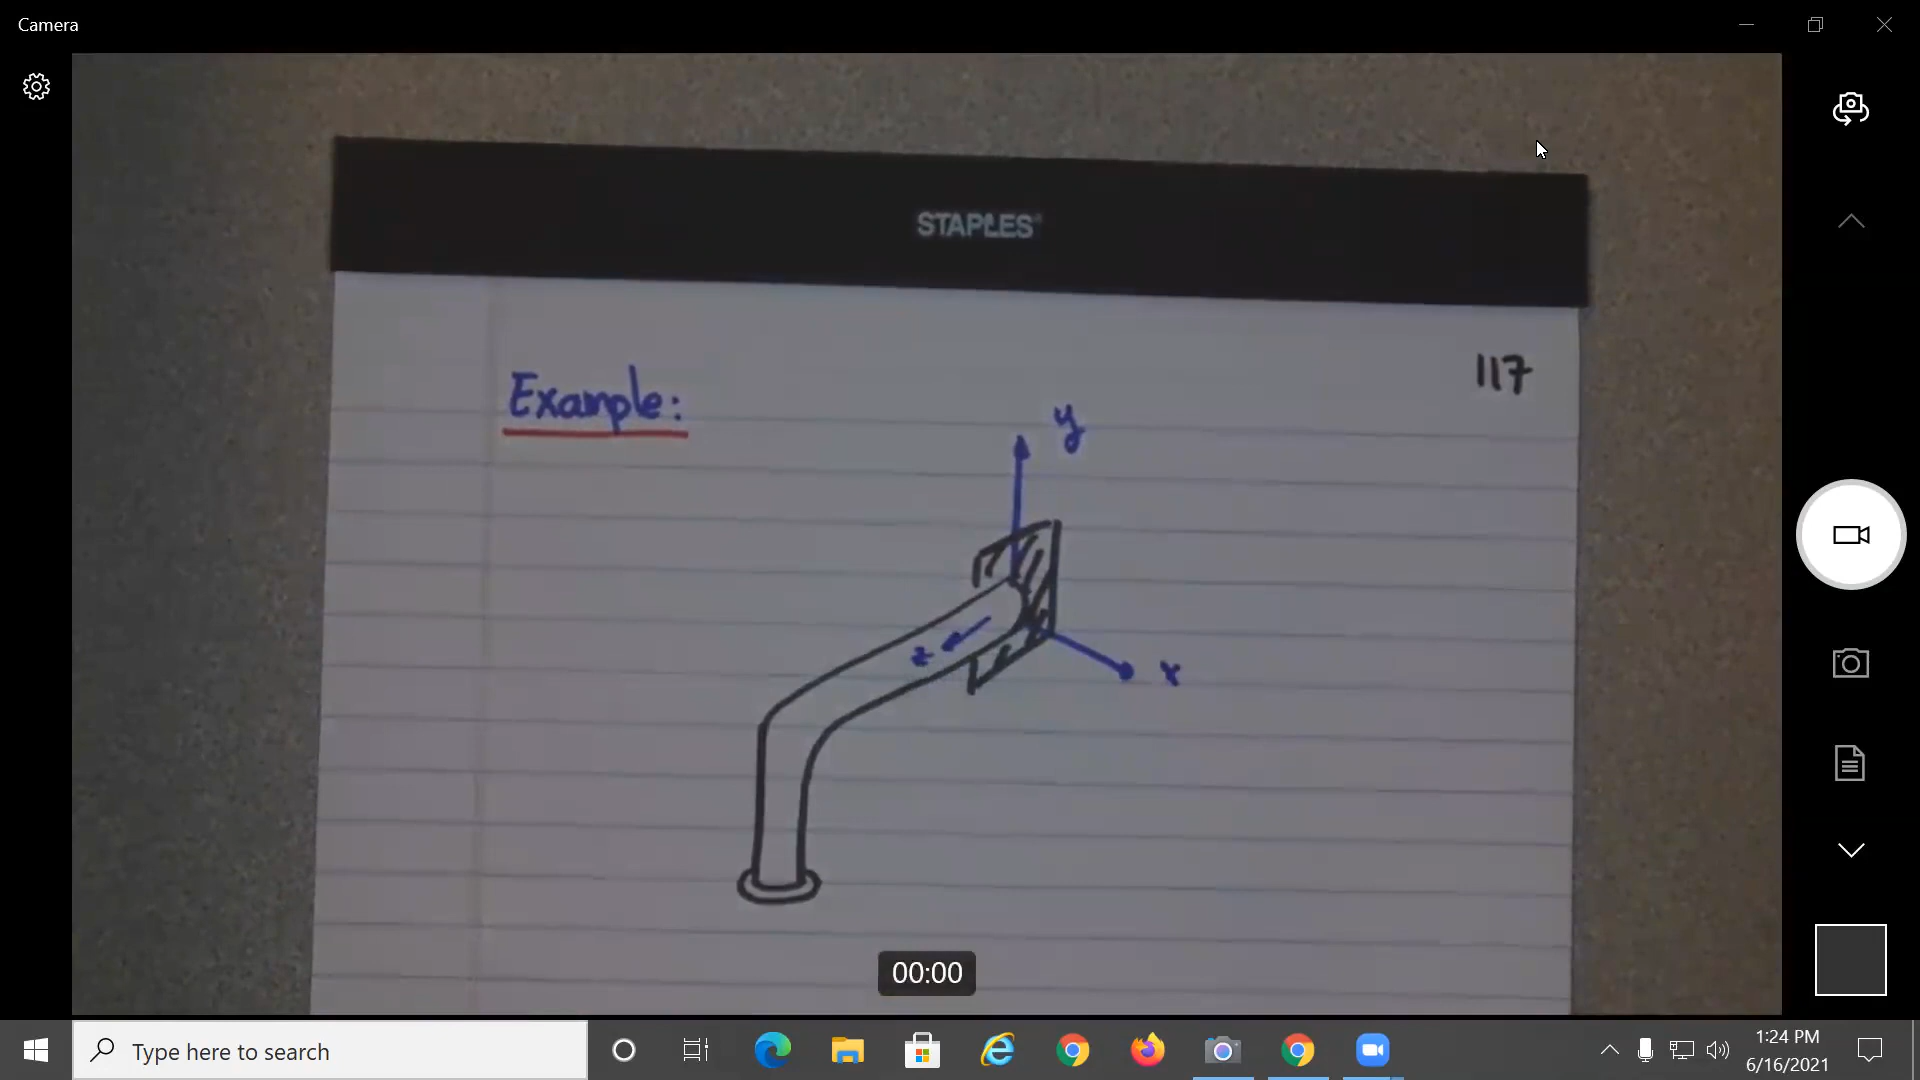 Camera
STAPLES
117
Example:
y
z
x
00:00
Type here to search
1:24 PM
6/16/2021